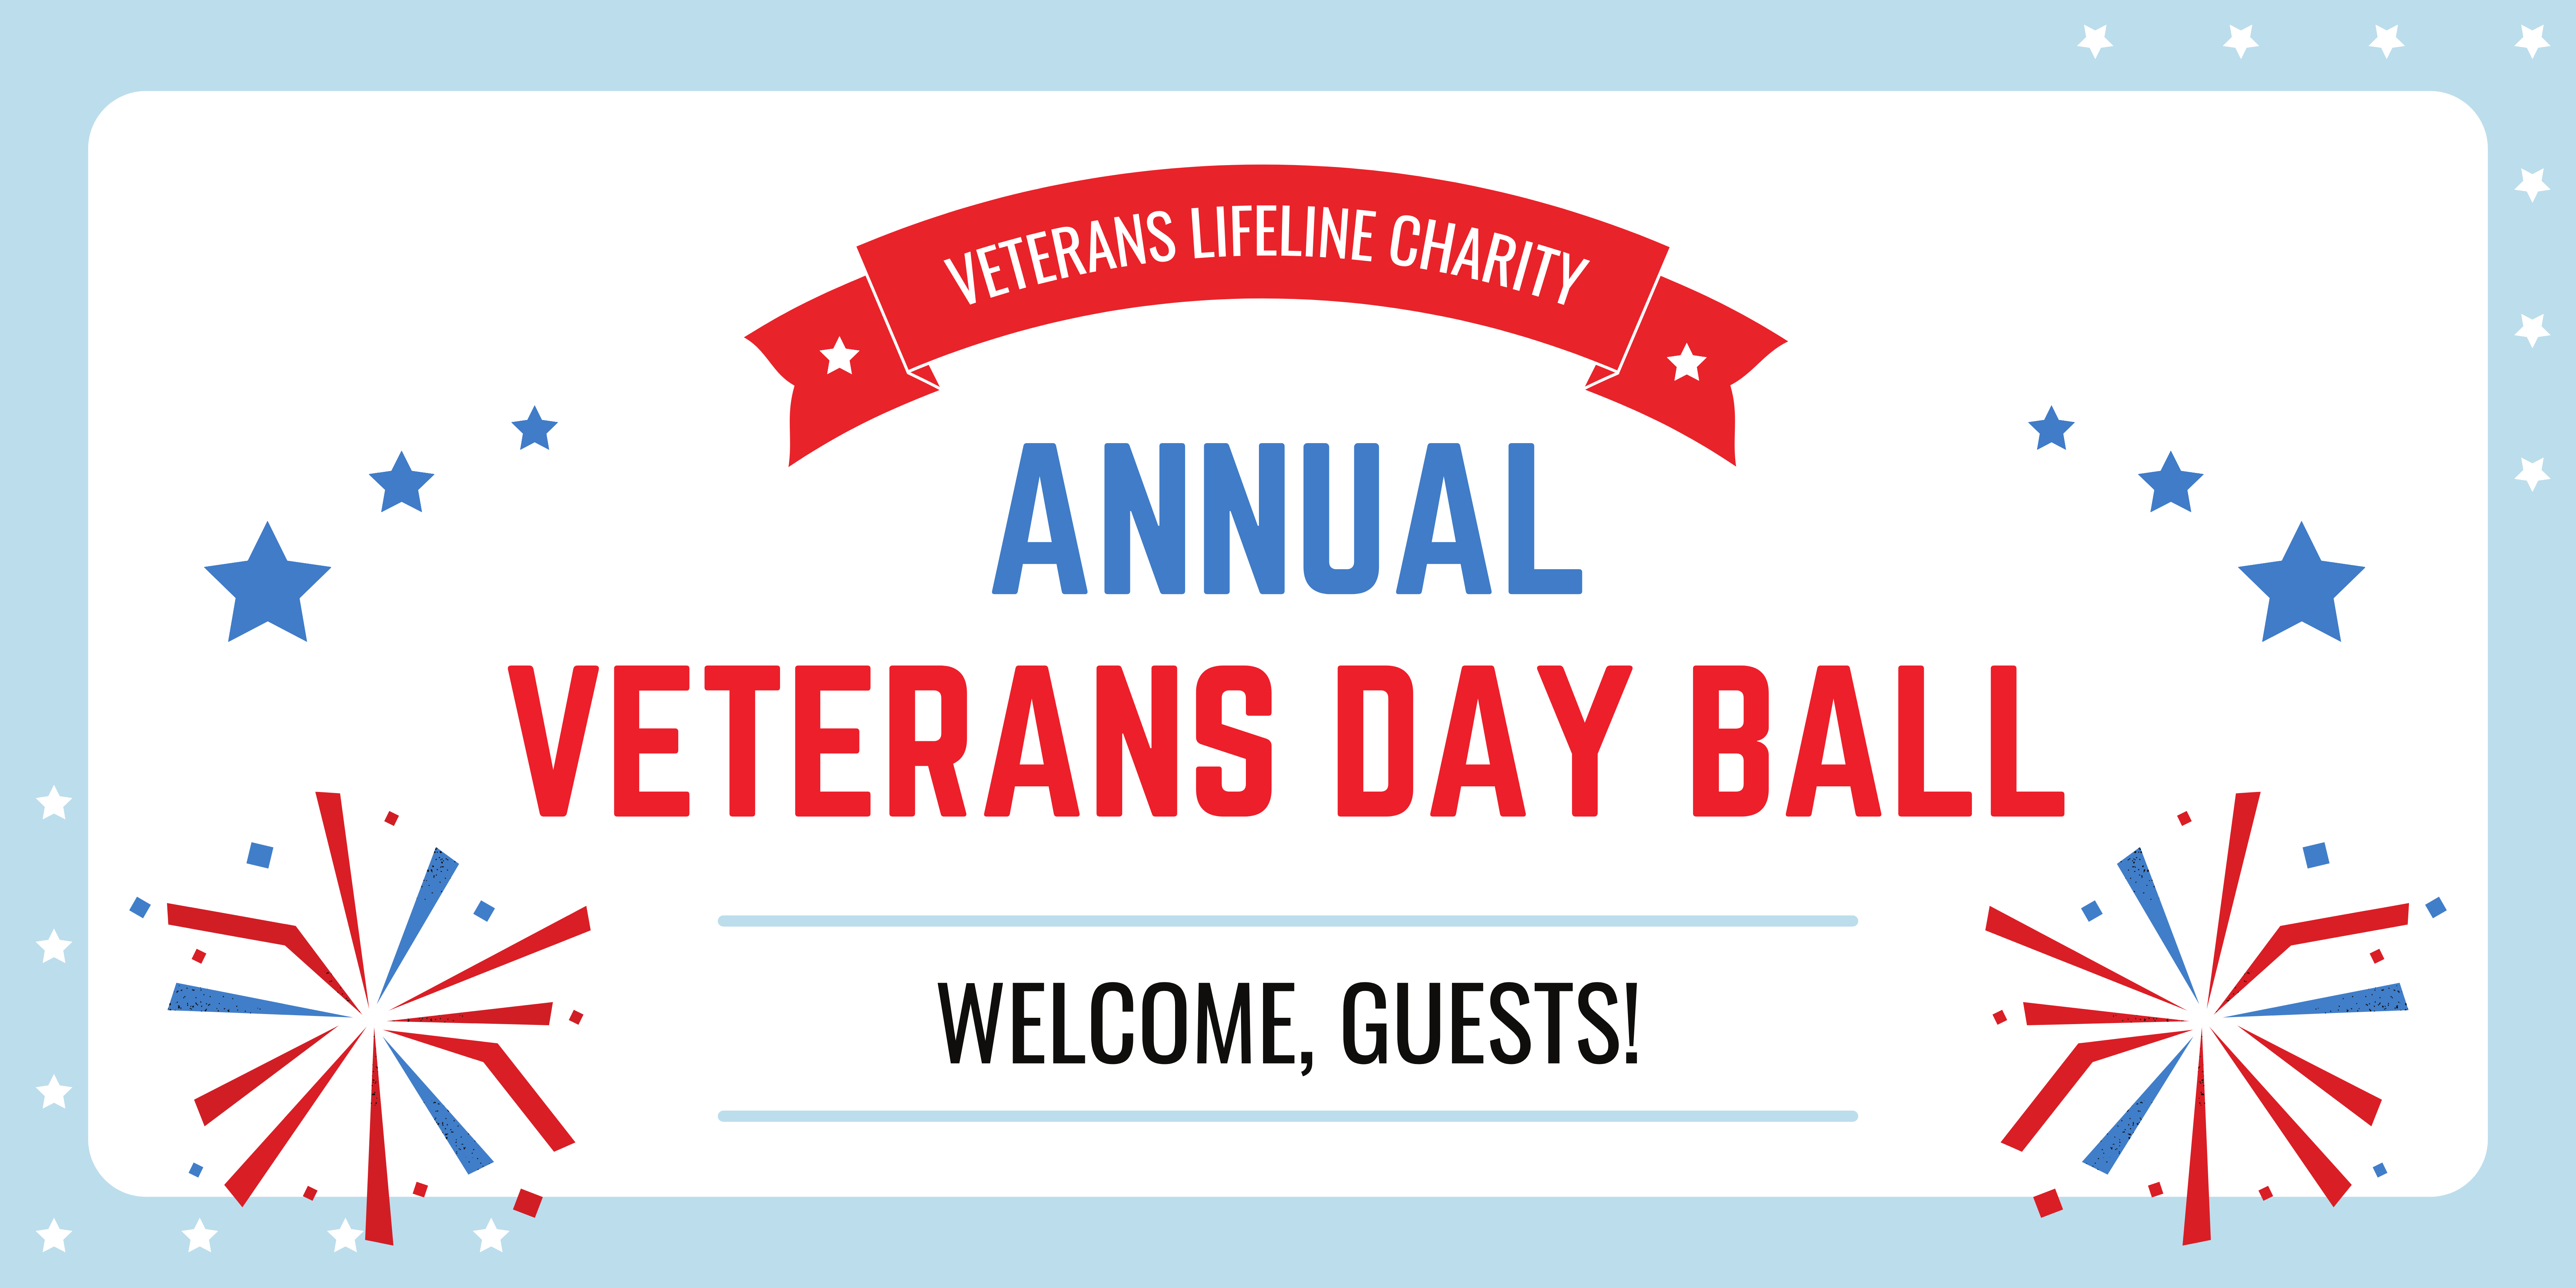 VETERANS LIFELINE CHARITY
ANNUAL
VETERANS DAY BALL
WELCOME, GUESTS!